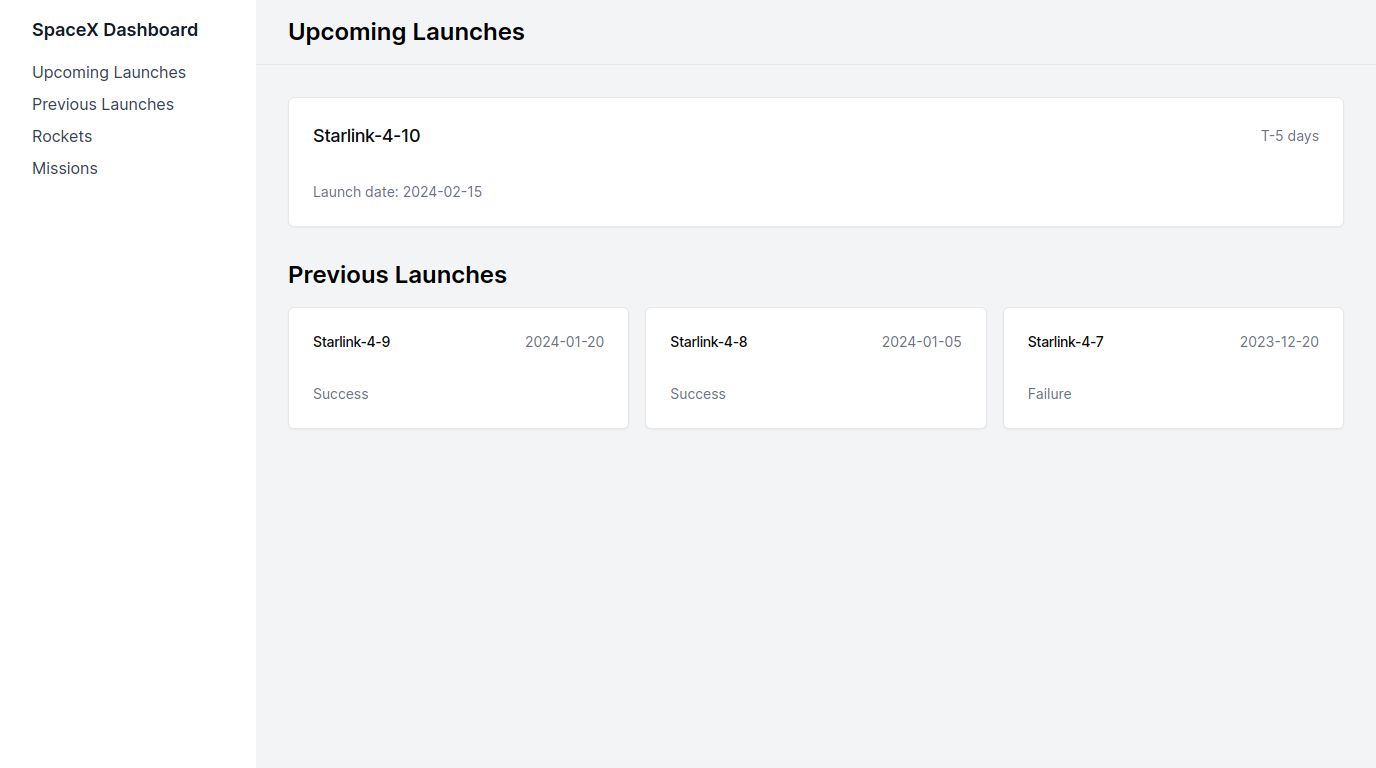 SpaceX Dashboard
Upcoming Launches
Previous Launches
Rockets
Missions
Upcoming Launches
Starlink-4-10
T-5 days
Launch date: 2024-02-15
Previous Launches
Starlink-4-9
2024-01-20
Success
Starlink-4-8
2024-01-05
Success
Starlink-4-7
2023-12-20
Failure